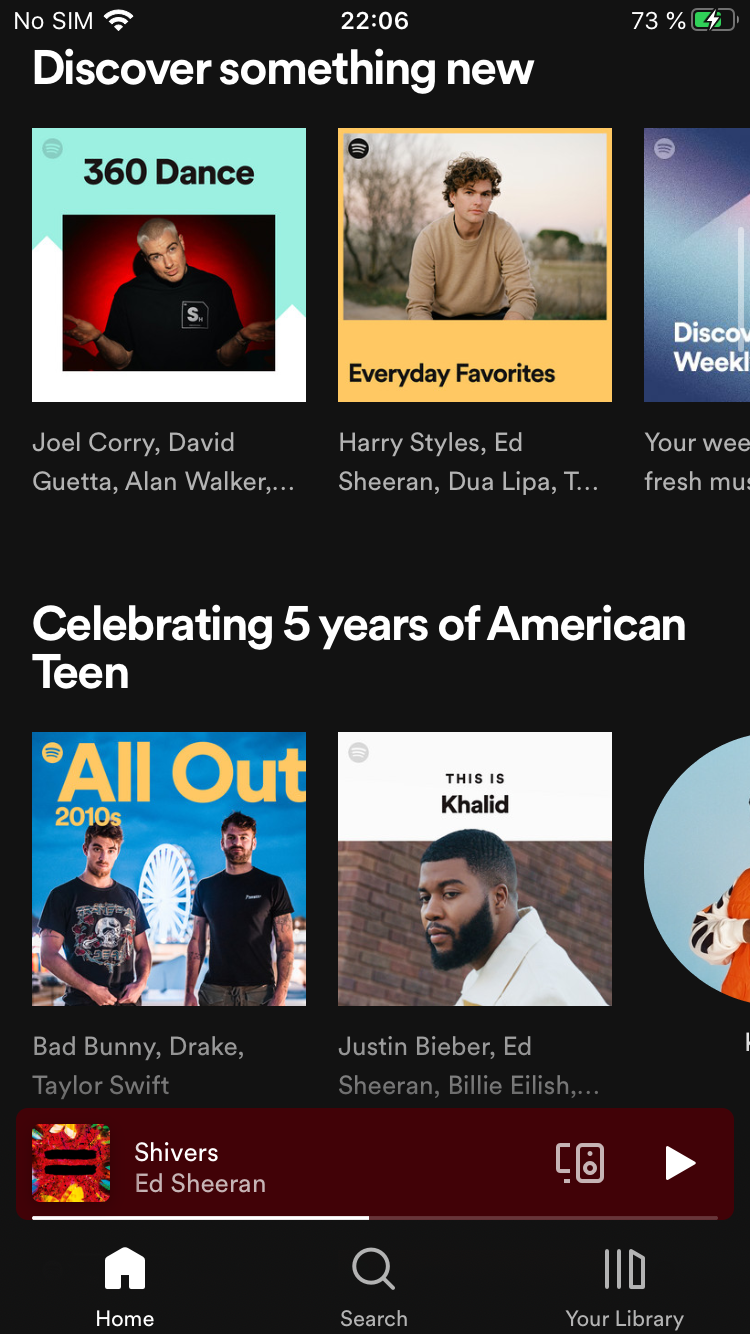 No SIM 22:06 73 %
Discover something new
360 Dance
S
Everyday Favorites
Discov
Weekl
Joel Corry, David
Guetta, Alan Walker,...
Harry Styles, Ed
Sheeran, Dua Lipa, T...
Your wee
fresh mus
Celebrating 5 years of American
Teen
All Out
2010s
THIS IS
Khalid
Bad Bunny, Drake,
Taylor Swift
Justin Bieber, Ed
Sheeran, Billie Eilish,...
Shivers
Ed Sheeran
Home
Search
Your Library